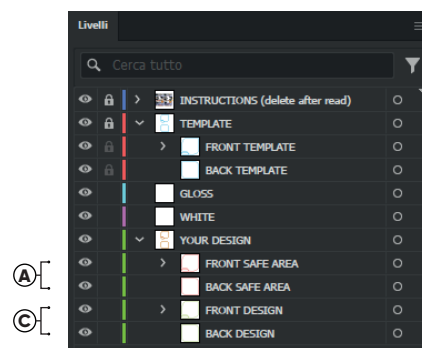 Livelli
Cerca tutto
INSTRUCTIONS (delete after read)
TEMPLATE
FRONT TEMPLATE
BACK TEMPLATE
GLOSS
WHITE
YOUR DESIGN
A
FRONT SAFE AREA
BACK SAFE AREA
C
FRONT DESIGN
BACK DESIGN